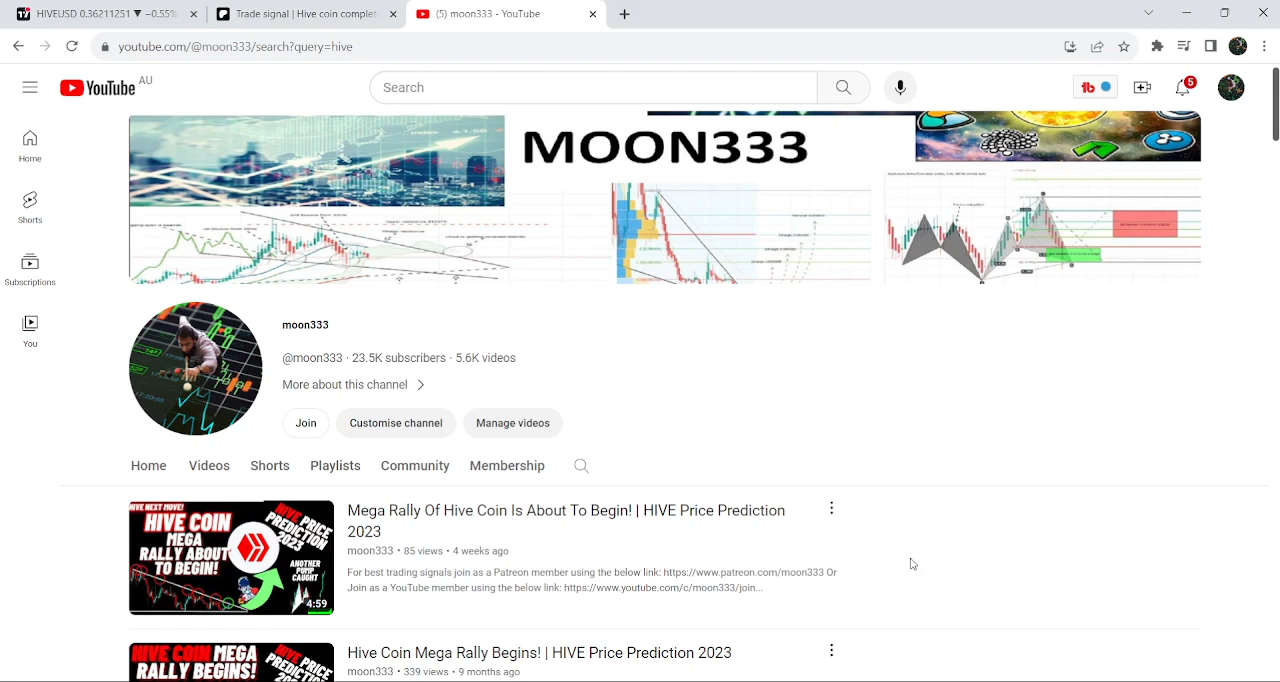 HIVEUSD 0.36211251 ▼ −0.55%
Trade signal | Hive coin complet
(5) moon333 - YouTube
youtube.com/@moon333/search?query=hive
YouTube AU
Search
5
Home
Shorts
Subscriptions
You
MOON333
moon333
@moon333 · 23.5K subscribers · 5.6K videos
More about this channel
Join
Customise channel
Manage videos
Home
Videos
Shorts
Playlists
Community
Membership
HIVE NEXT MOVE!
HIVE COIN
MEGA
RALLY ABOUT
TO BEGIN!
HIVE PRICE
PREDICTION
2023
ANOTHER
PUMP
CAUGHT
4:59
Mega Rally Of Hive Coin Is About To Begin! | HIVE Price Prediction
2023
moon333 • 85 views • 4 weeks ago
For best trading signals join as a Patreon member using the below link: https://www.patreon.com/moon333 Or
Join as a YouTube member using the below link: https://www.youtube.com/c/moon333/join...
HIVE COIN MEGA
RALLY BEGINS!
HIVE PRICE
PREDICTION
Hive Coin Mega Rally Begins! | HIVE Price Prediction 2023
moon333 • 339 views • 9 months ago